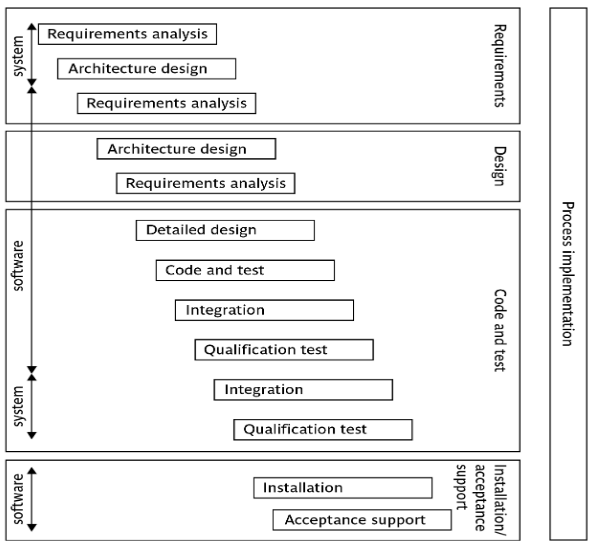 Requirements analysis
Architecture design
Requirements analysis
system
Requirements
Architecture design
Requirements analysis
Design
Detailed design
Code and test
Integration
Qualification test
Integration
Qualification test
software
system
Code and test
Installation
Acceptance support
software
Installation/
acceptance
support
Process implementation